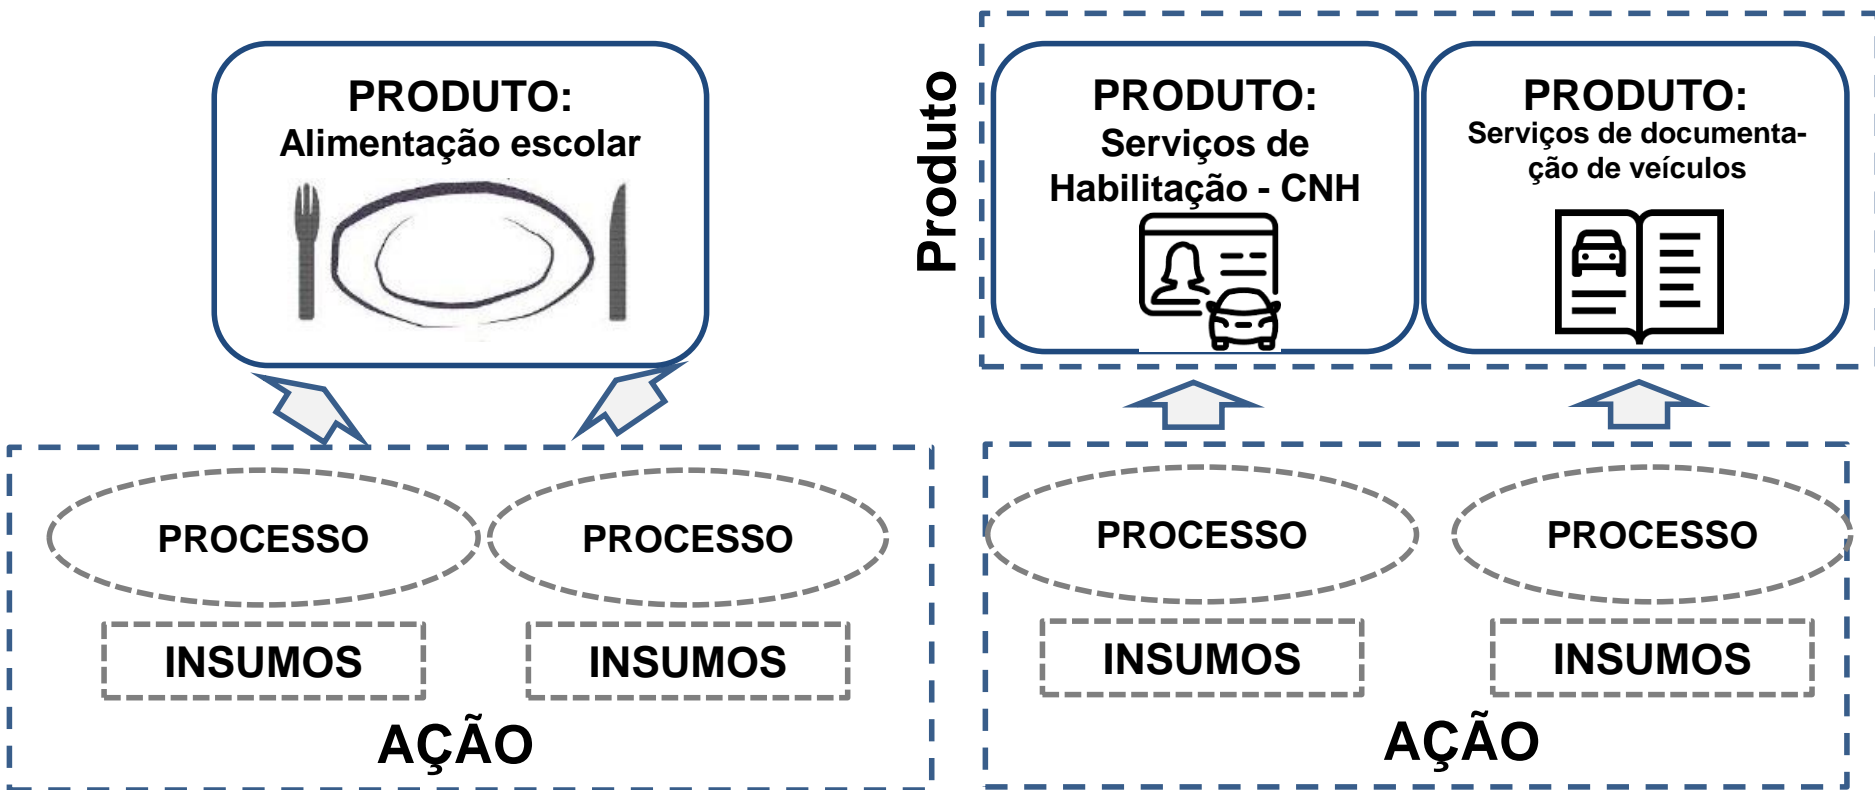 PRODUTO:
Alimentação escolar
PROCESSO
PROCESSO
INSUMOS
INSUMOS
AÇÃO
Produto
PRODUTO:
Serviços de
Habilitação - CNH
PRODUTO:
Serviços de documenta-
ção de veículos
PROCESSO
PROCESSO
INSUMOS
INSUMOS
AÇÃO